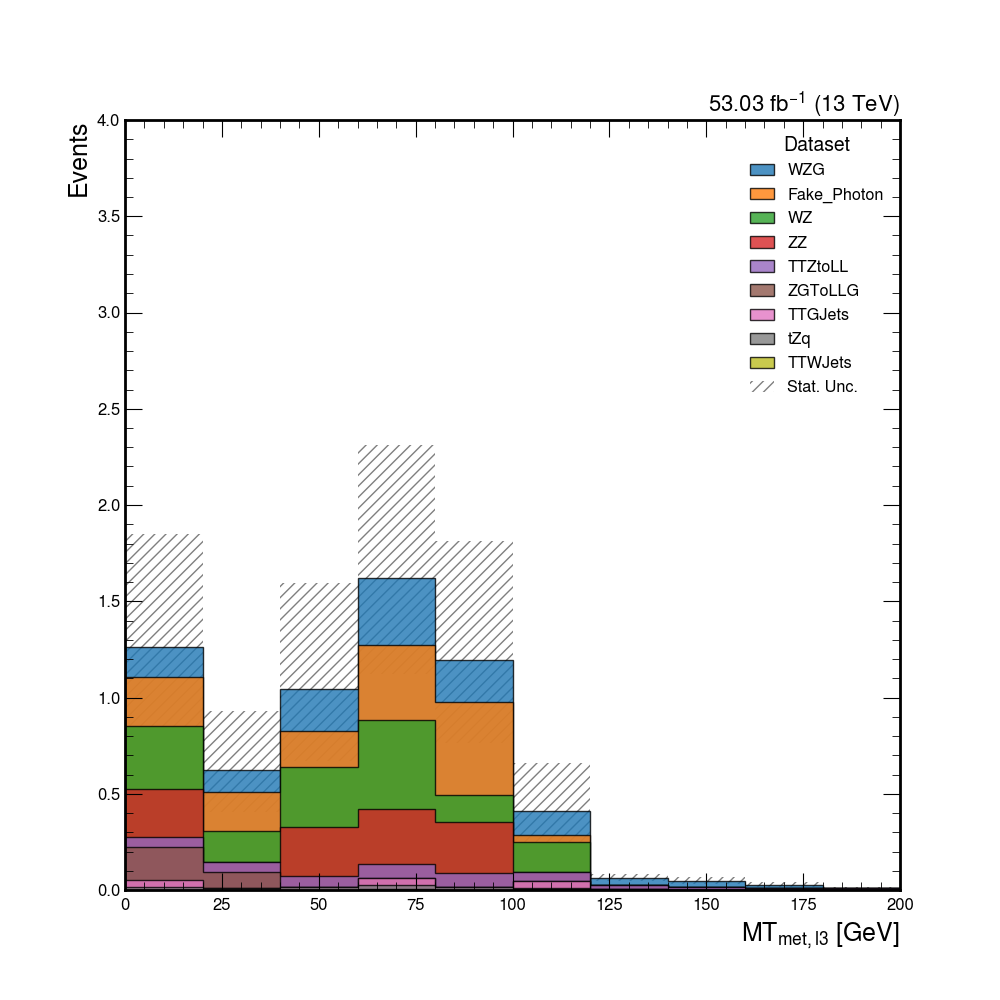 53.03 fb⁻¹ (13 TeV)
Events
4.0
3.5
3.0
2.5
2.0
1.5
1.0
0.5
0.0
Dataset
WZG
Fake_Photon
WZ
ZZ
TTZtoLL
ZGToLLG
TTGJets
tZq
TTWJets
Stat. Unc.
0 25 50 75 100 125 150 175 200
MT_met, l3 [GeV]